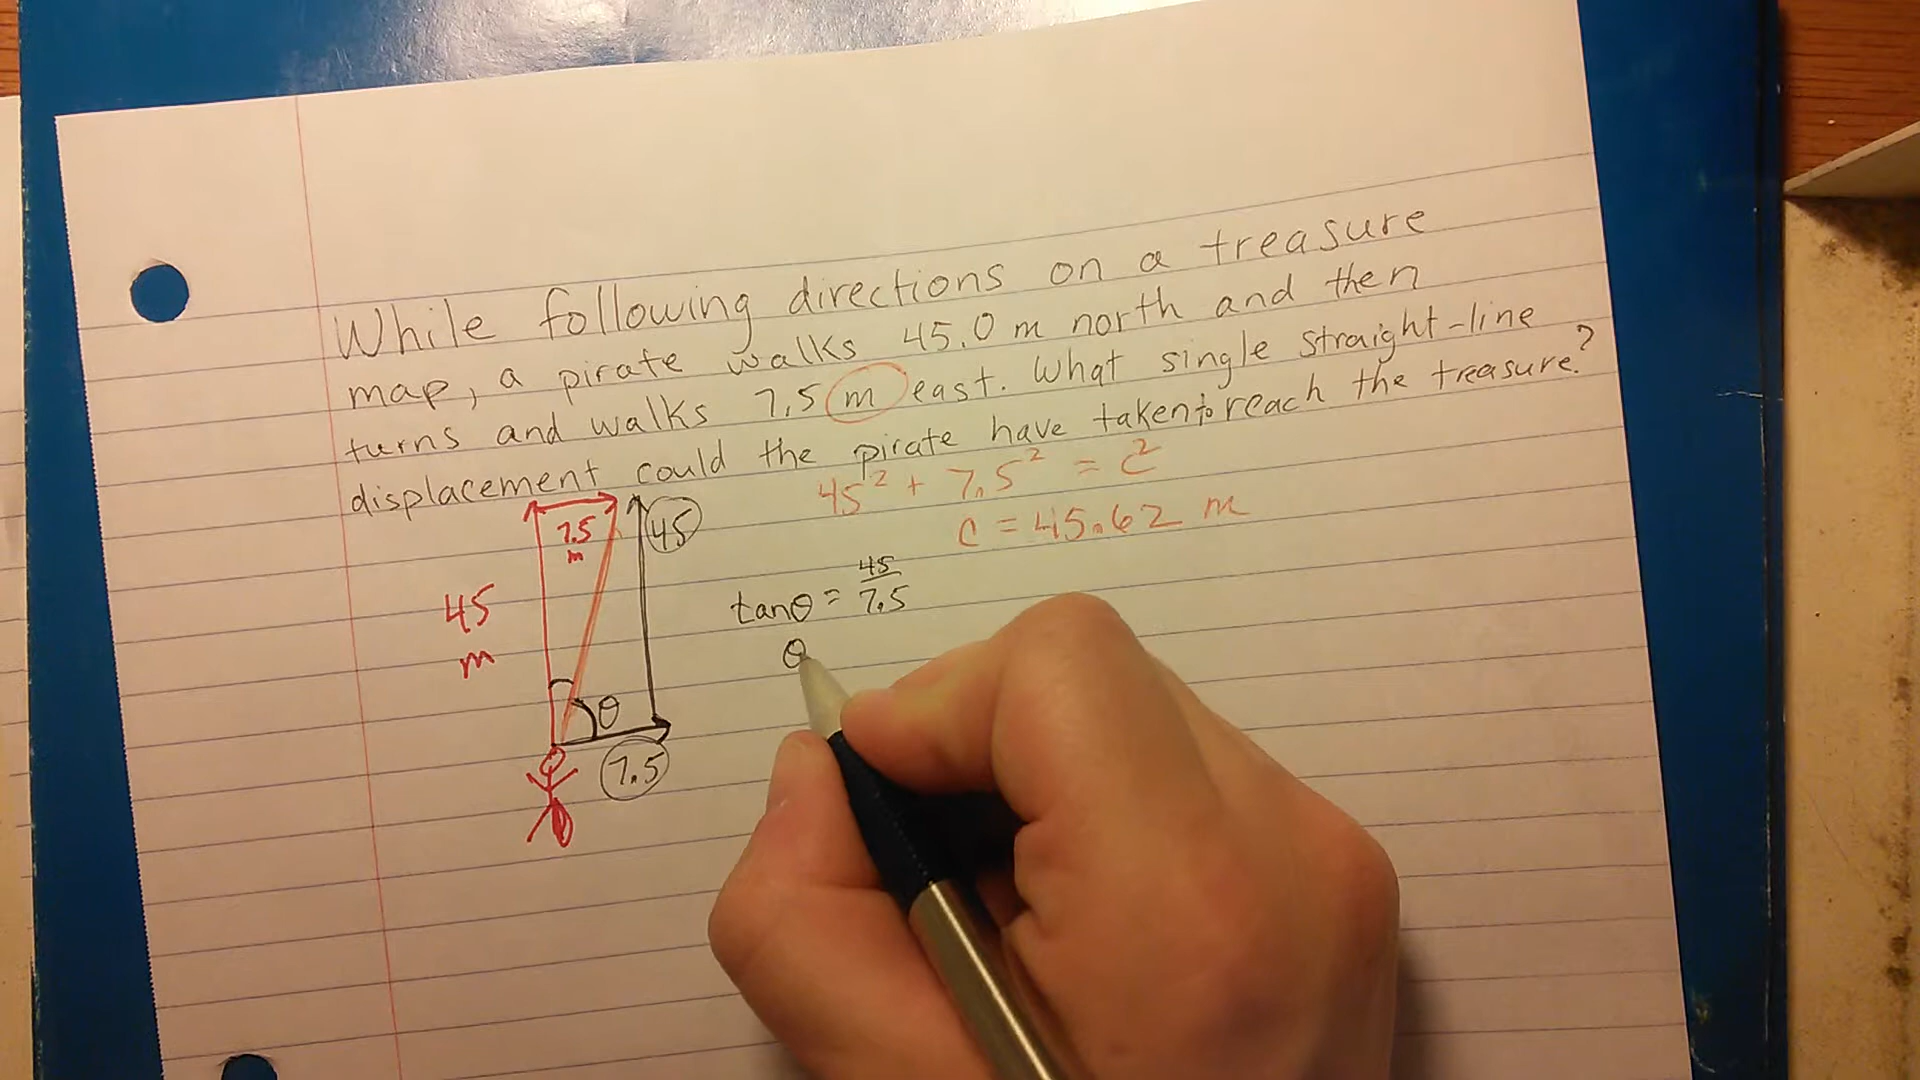 While following directions on a treasure
map, a pirate walks 45.0 m north and then
turns and walks 7.5 m east. What single straight-line
displacement could the pirate have taken to reach the treasure?
45² + 7.5² = c²
c = 45.62 m
7.5
m
45
45
m
tanθ = 45/7.5
θ
θ
7.5